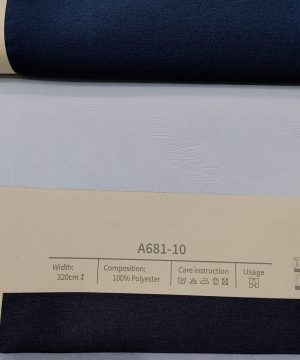 A681-10
Width: Composition: Care instruction Usage
320cm 100% Polyester